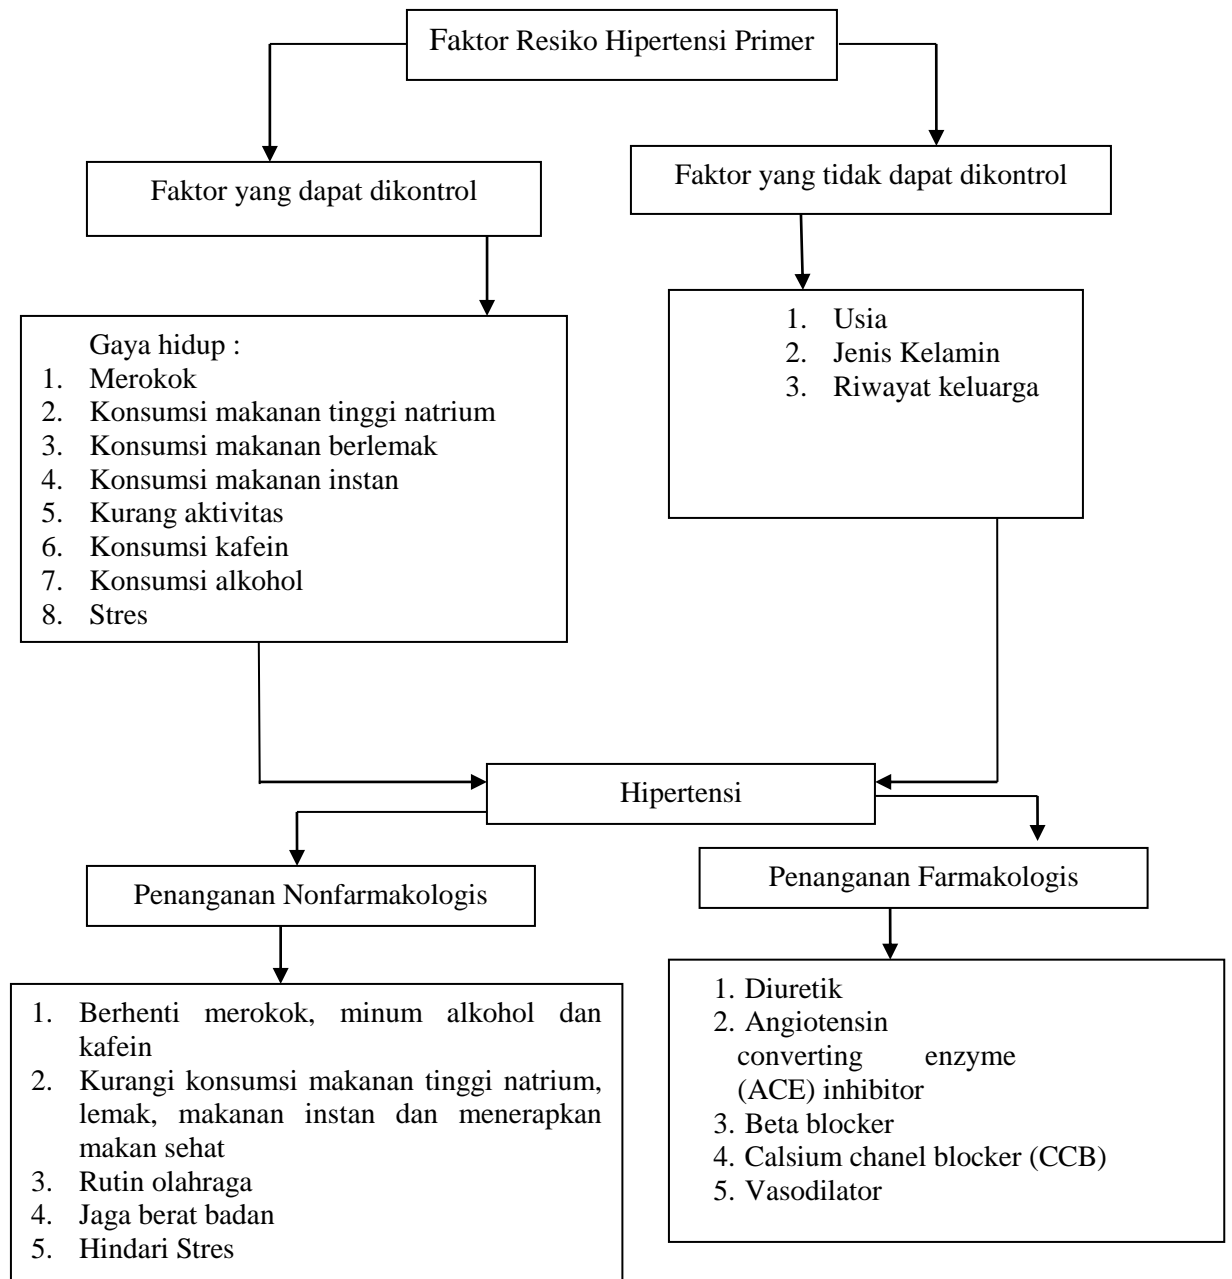 Faktor Resiko Hipertensi Primer
Faktor yang dapat dikontrol
Faktor yang tidak dapat dikontrol
Gaya hidup :
1. Merokok
2. Konsumsi makanan tinggi natrium
3. Konsumsi makanan berlemak
4. Konsumsi makanan instan
5. Kurang aktivitas
6. Konsumsi kafein
7. Konsumsi alkohol
8. Stres
1. Usia
2. Jenis Kelamin
3. Riwayat keluarga
Hipertensi
Penanganan Nonfarmakologis
Penanganan Farmakologis
1. Berhenti merokok, minum alkohol dan
kafein
2. Kurangi konsumsi makanan tinggi natrium,
lemak, makanan instan dan menerapkan
makan sehat
3. Rutin olahraga
4. Jaga berat badan
5. Hindari Stres
1. Diuretik
2. Angiotensin
converting enzyme
(ACE) inhibitor
3. Beta blocker
4. Calsium chanel blocker (CCB)
5. Vasodilator